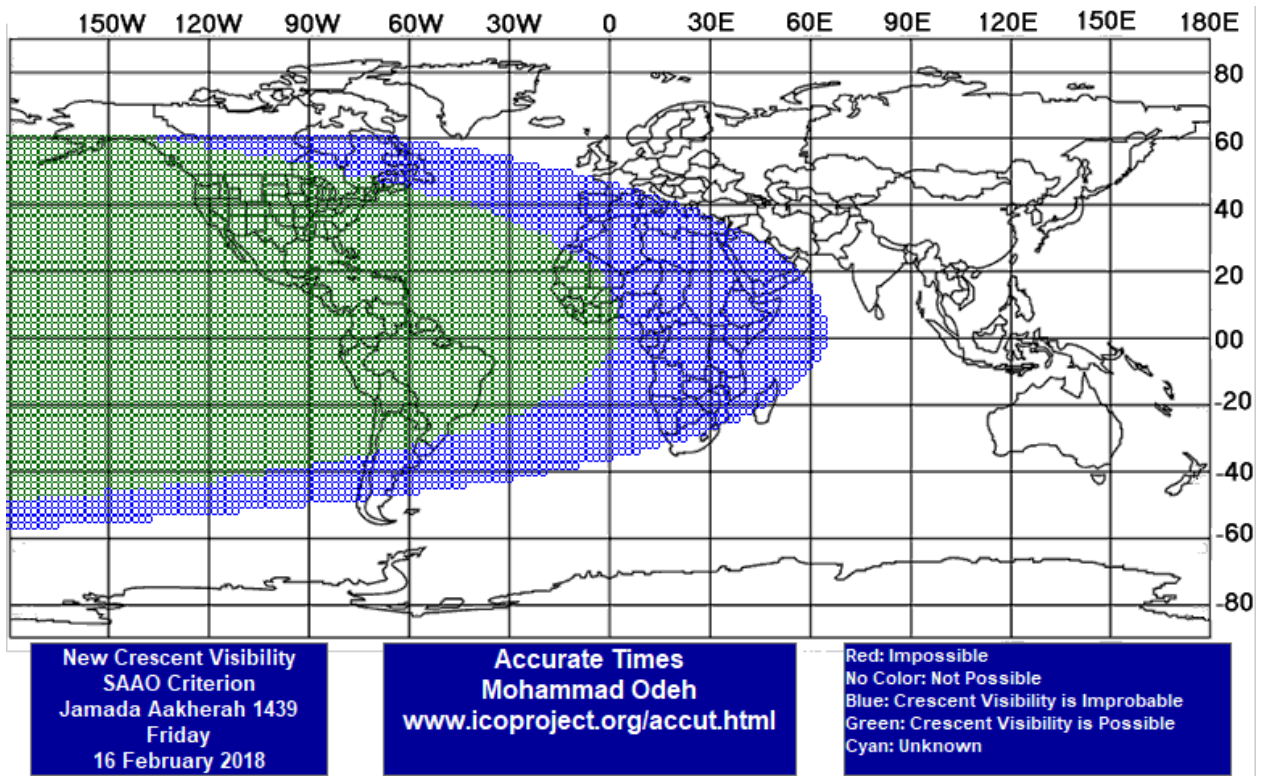 150W 120W 90W 60W 30W 0 30E 60E 90E 120E 150E 180E
80
60
40
20
00
-20
-40
-60
-80
New Crescent Visibility
SAAO Criterion
Jamada Aakherah 1439
Friday
16 February 2018
Accurate Times
Mohammad Odeh
www.icoproject.org/accut.html
Red: Impossible
No Color: Not Possible
Blue: Crescent Visibility is Improbable
Green: Crescent Visibility is Possible
Cyan: Unknown